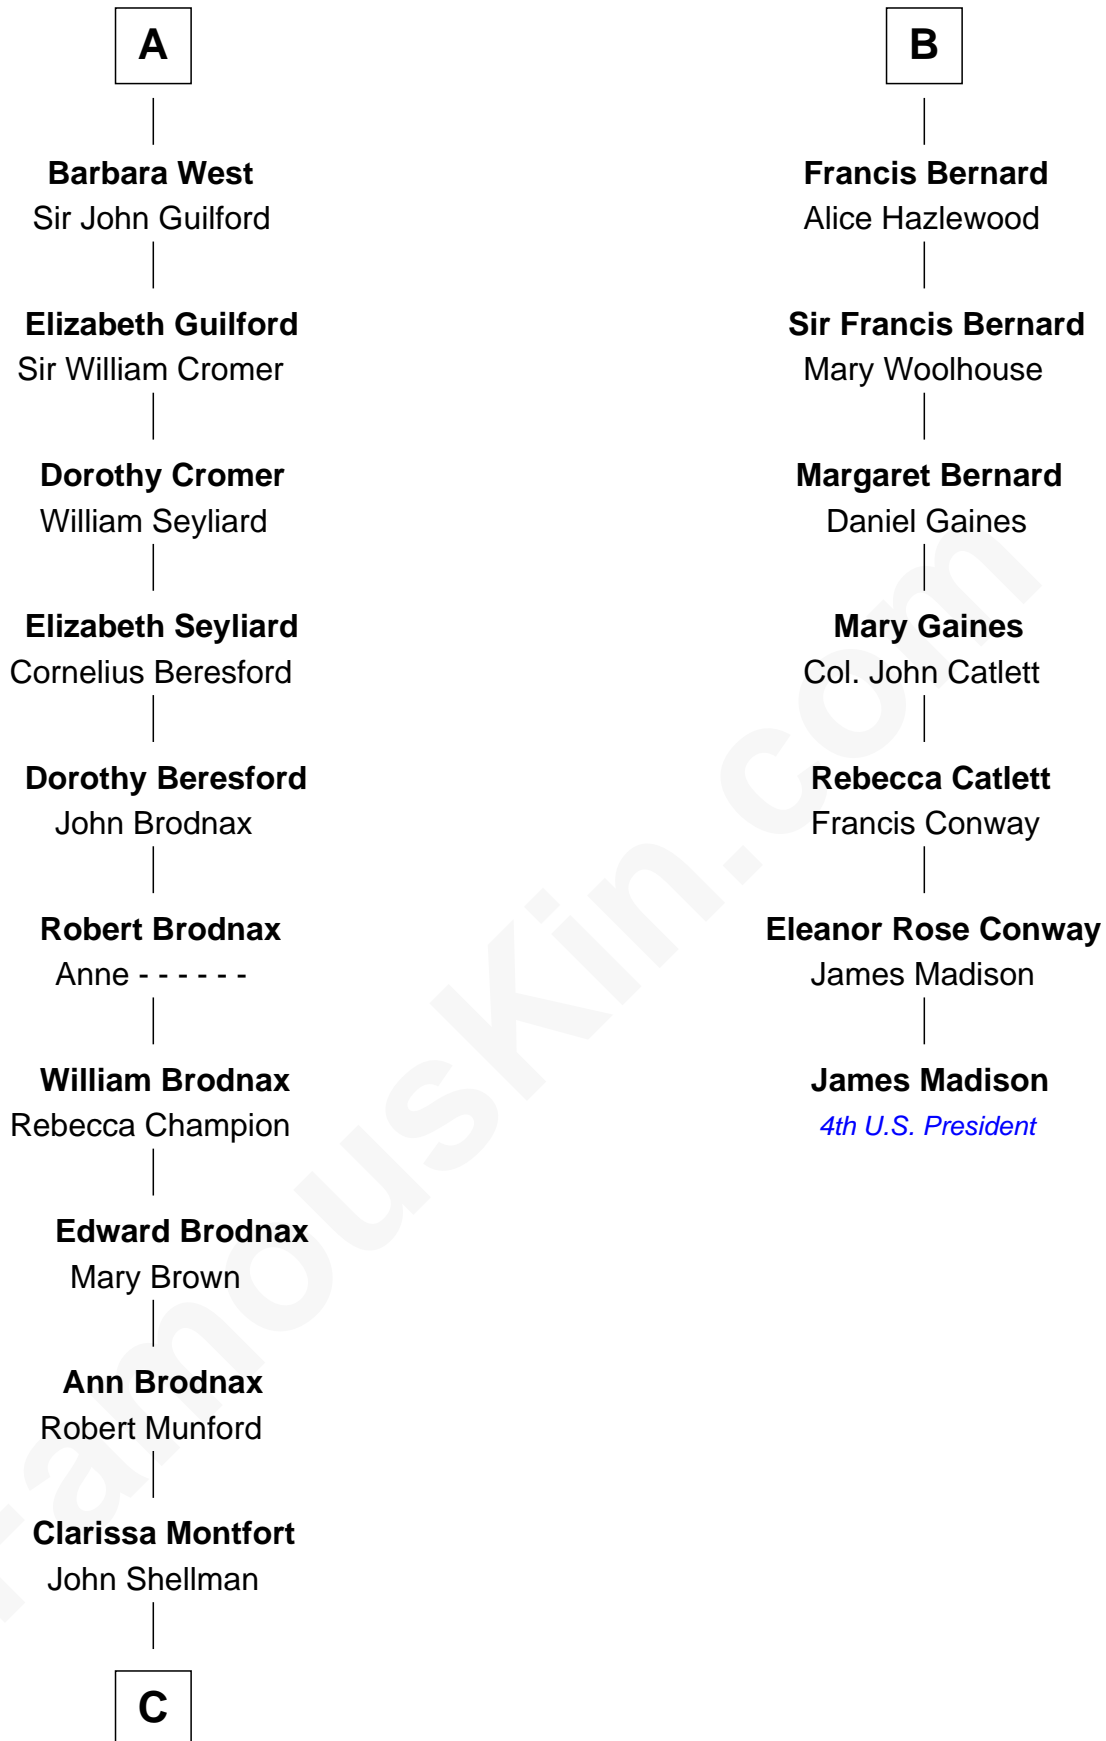 A
Barbara West
Sir John Guilford
Elizabeth Guilford
Sir William Cromer
Dorothy Cromer
William Seyliard
Elizabeth Seyliard
Cornelius Beresford
Dorothy Beresford
John Brodnax
Robert Brodnax
Anne - - - - - -
William Brodnax
Rebecca Champion
Edward Brodnax
Mary Brown
Ann Brodnax
Robert Munford
Clarissa Montfort
John Shellman
C
B
Francis Bernard
Alice Hazlewood
Sir Francis Bernard
Mary Woolhouse
Margaret Bernard
Daniel Gaines
Mary Gaines
Col. John Catlett
Rebecca Catlett
Francis Conway
Eleanor Rose Conway
James Madison
James Madison
4th U.S. President
FamousKin.com